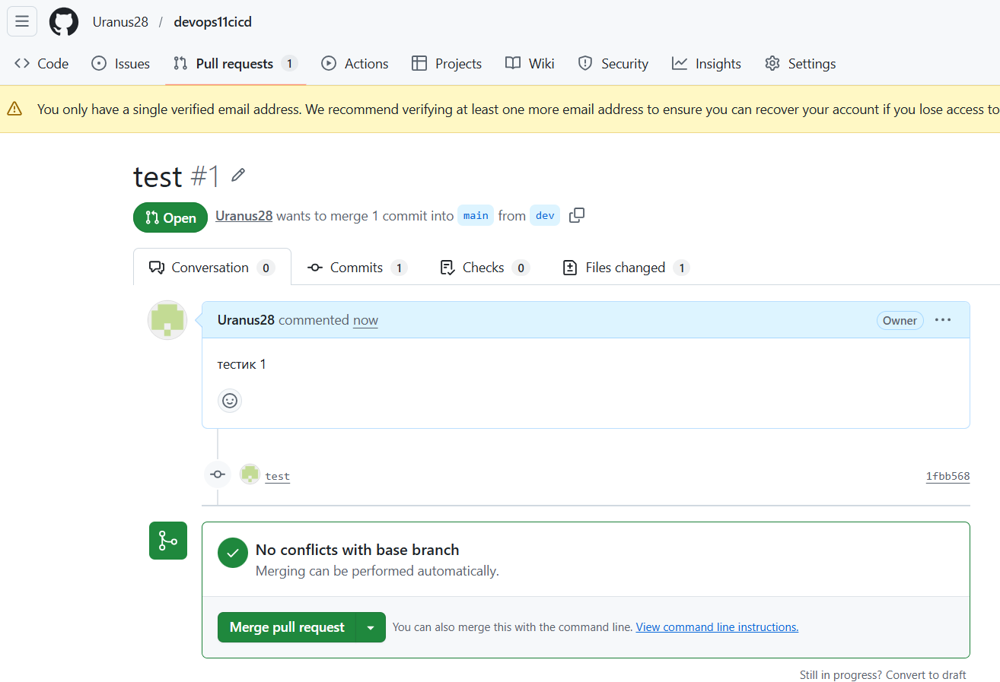 Uranus28 / devops11cicd
Code Issues Pull requests 1 Actions Projects Wiki Security Insights Settings
You only have a single verified email address. We recommend verifying at least one more email address to ensure you can recover your account if you lose access to
test #1
Open Uranus28 wants to merge 1 commit into main from dev
Conversation 0 Commits 1 Checks 0 Files changed 1
Uranus28 commented now Owner
тестик 1
test 1fbb568
No conflicts with base branch
Merging can be performed automatically.
Merge pull request You can also merge this with the command line. View command line instructions.
Still in progress? Convert to draft